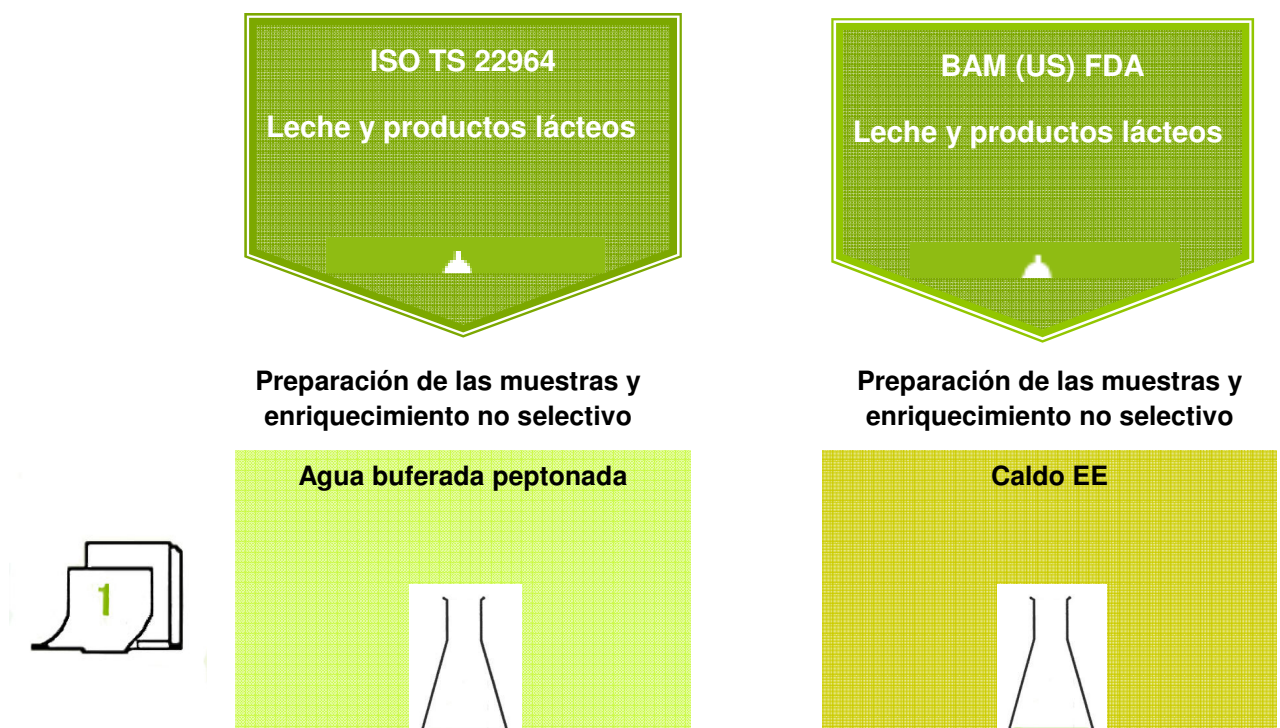 ISO TS 22964
Leche y productos lácteos
BAM (US) FDA
Leche y productos lácteos
Preparación de las muestras y
enriquecimiento no selectivo
Preparación de las muestras y
enriquecimiento no selectivo
Agua buferada peptonada
Caldo EE
1